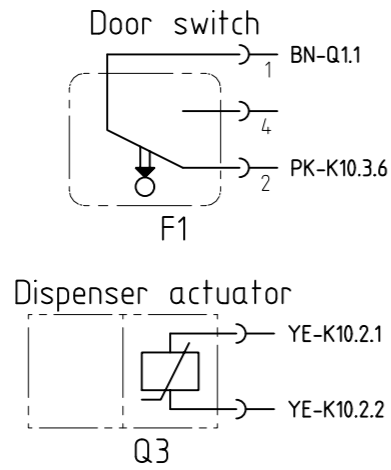 Door switch
BN-Q1.1
1
4
PK-K10.3.6
2
F1
Dispenser actuator
YE-K10.2.1
YE-K10.2.2
Q3